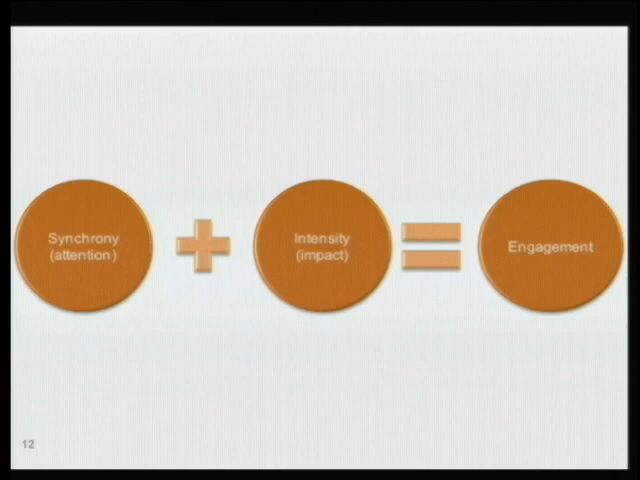 Synchrony
(attention)
Intensity
(impact)
Engagement
12